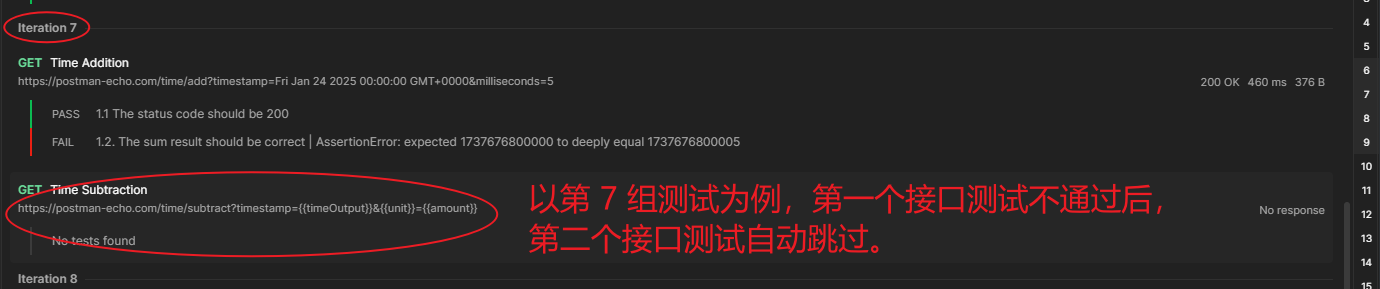 Iteration 7
GET Time Addition
https://postman-echo.com/time/add?timestamp=Fri Jan 24 2025 00:00:00 GMT+0000&milliseconds=5
200 OK 460 ms 376 B
PASS 1.1 The status code should be 200
FAIL 1.2. The sum result should be correct | AssertionError: expected 1737676800000 to deeply equal 1737676800005
GET Time Subtraction
https://postman-echo.com/time/subtract?timestamp={{timeOutput}}&{{unit}}={{amount}}
No response
No tests found
以第 7 组测试为例，第一个接口测试不通过后，
第二个接口测试自动跳过。
Iteration 8
4
5
6
7
8
9
10
11
12
13
14
15